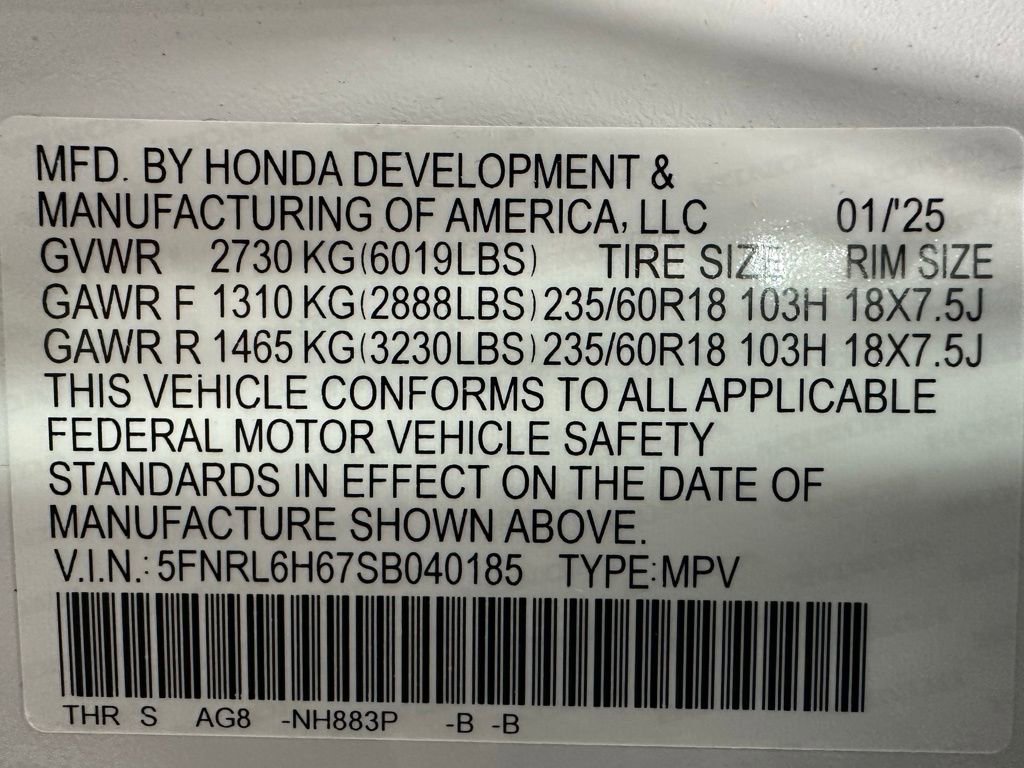 MFD. BY HONDA DEVELOPMENT &
MANUFACTURING OF AMERICA, LLC 01/'25
GVWR 2730 KG(6019LBS) TIRE SIZE RIM SIZE
GAWR F 1310 KG(2888LBS) 235/60R18 103H 18X7.5J
GAWR R 1465 KG(3230LBS) 235/60R18 103H 18X7.5J
THIS VEHICLE CONFORMS TO ALL APPLICABLE
FEDERAL MOTOR VEHICLE SAFETY
STANDARDS IN EFFECT ON THE DATE OF
MANUFACTURE SHOWN ABOVE.
V.I.N.: 5FNRL6H67SB040185 TYPE:MPV
THR S AG8 -NH883P -B -B